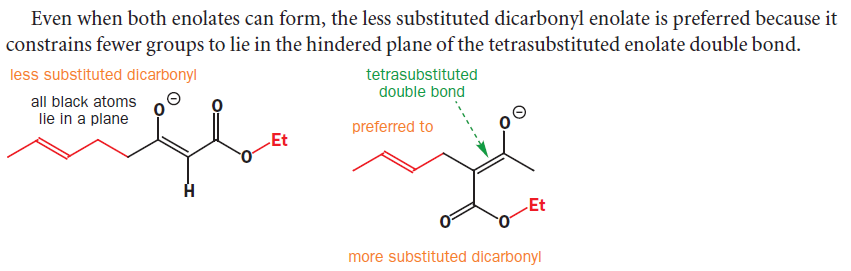 Even when both enolates can form, the less substituted dicarbonyl enolate is preferred because it
constrains fewer groups to lie in the hindered plane of the tetrasubstituted enolate double bond.
less substituted dicarbonyl
all black atoms
lie in a plane
O
⊖
O
O
Et
H
preferred to
tetrasubstituted
double bond
O
⊖
O
O
Et
more substituted dicarbonyl